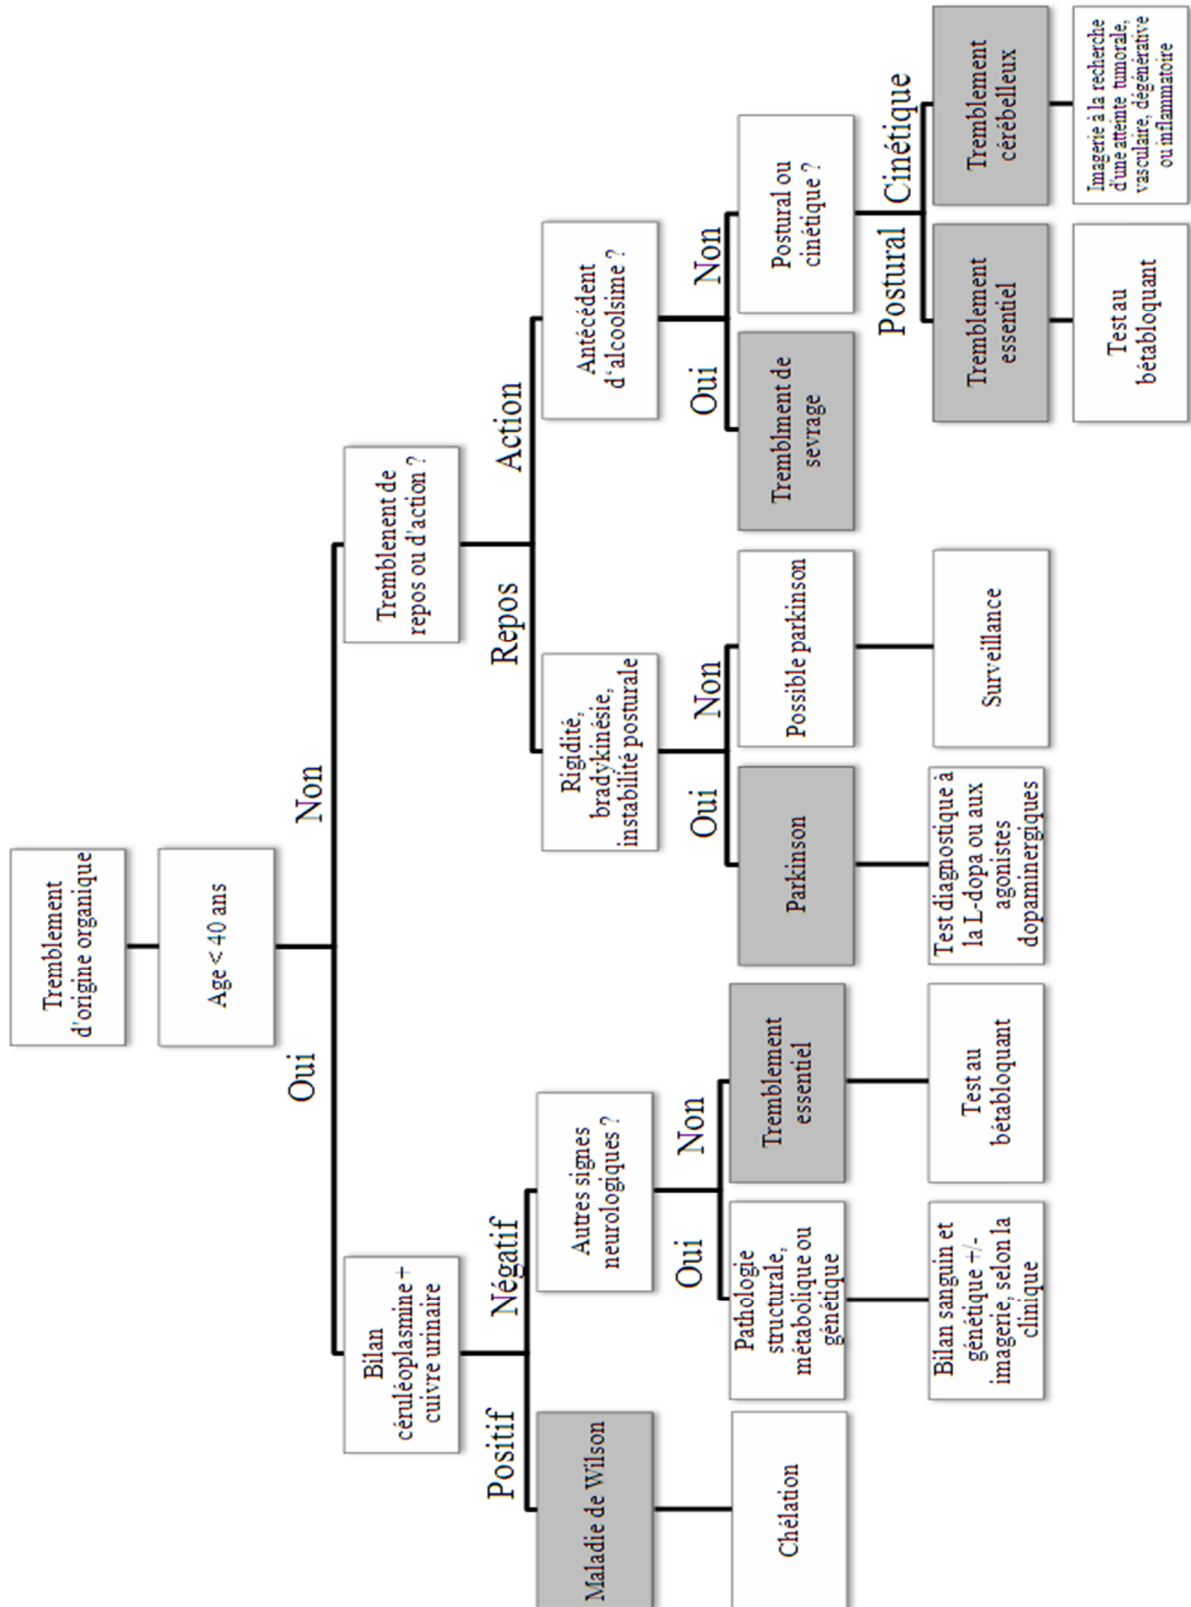 Tremblement
d'origine organique
Age < 40 ans
Oui
Non
Bilan
céruléoplasmine +
cuivre urinaire
Tremblenent de
repos ou d'action ?
Positif
Négatif
Repos
Action
Maladie de Wilson
Autres signes
neurologiques ?
Rigidité,
bradykinésie,
instabilité posturale
Antécédent
d'alcoolsime ?
Oui
Non
Oui
Non
Oui
Non
Chélation
Pathologie
structurale,
métabolique ou
génétique
Tremblement
essentiel
Parkinson
Possible parkinson
Tremblment de
sevrage
Postural ou
cinétique ?
Postural
Cinétique
Bilan sanguin et
génétique +/-
imagerie, selon la
clinique
Test au
bétabloquant
Test diagnostique à
la L-dopa ou aux
agonistes
dopaminergiques
Surveillance
Tremblement
essentiel
Tremblement
cérébelleux
Test au
bétabloquant
Imagerie à la recherche
d'une atteinte tumorale,
vasculaire, dégénérative
ou inflammatoire